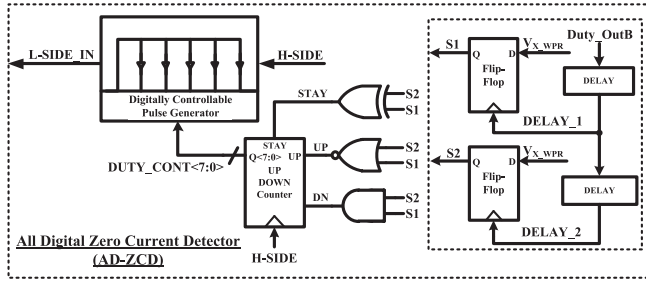 L-SIDE_IN
H-SIDE
Digitally Controllable
Pulse Generator
DUTY_CONT<7:0>
STAY
S2
S1
STAY
Q<7:0> UP
UP
DOWN
Counter
UP
S2
S1
DN
S2
S1
H-SIDE
All Digital Zero Current Detector
(AD-ZCD)
Duty_OutB
S1
Q
D
VX_WPR
Flip-
Flop
DELAY
DELAY_1
S2
Q
D
VX_WPR
Flip-
Flop
DELAY
DELAY_2